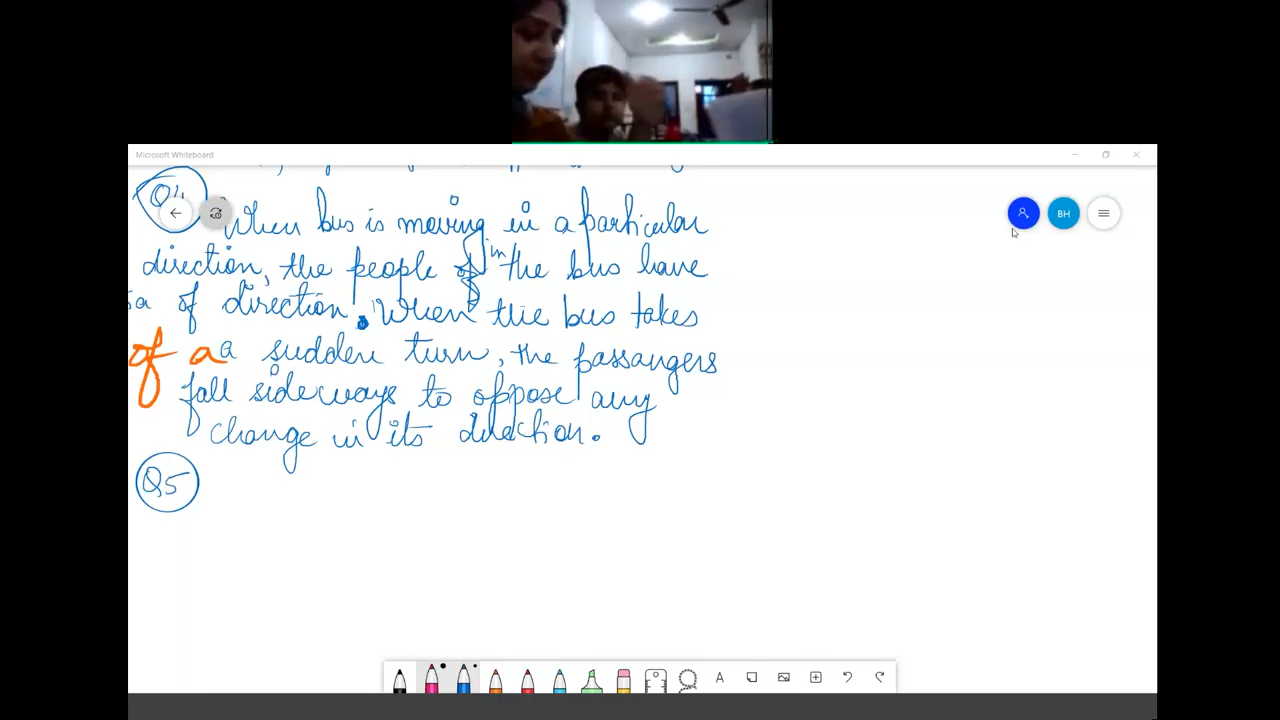 Microsoft Whiteboard
Q4
When bus is moving in a particular
BH
direction, the people of in the bus have
of direction. When the bus takes
of a a sudden turn, the passangers
fall sideways to oppose any
change in its direction.
Q5
A